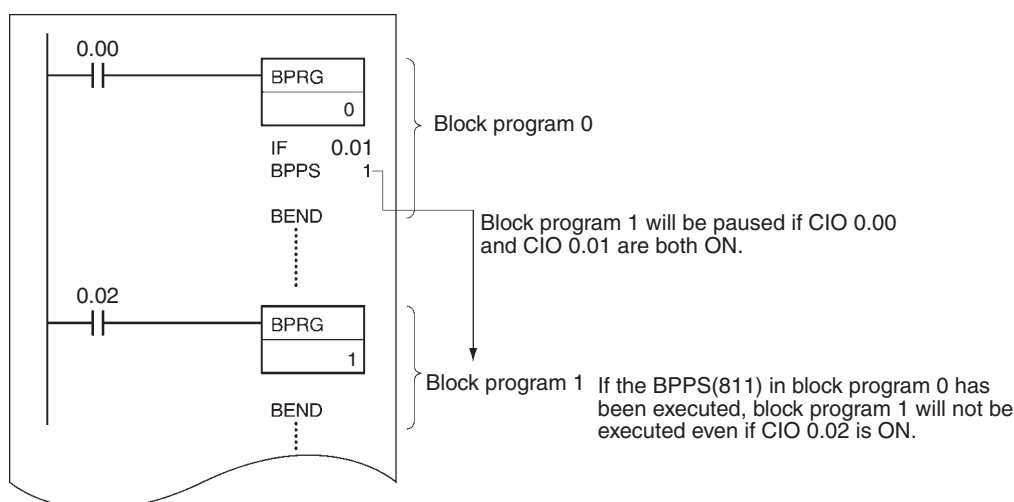 0.00
BPRG
0
Block program 0
IF 0.01
BPPS 1
BEND
Block program 1 will be paused if CIO 0.00
and CIO 0.01 are both ON.
0.02
BPRG
1
Block program 1
If the BPPS(811) in block program 0 has
been executed, block program 1 will not be
executed even if CIO 0.02 is ON.
BEND